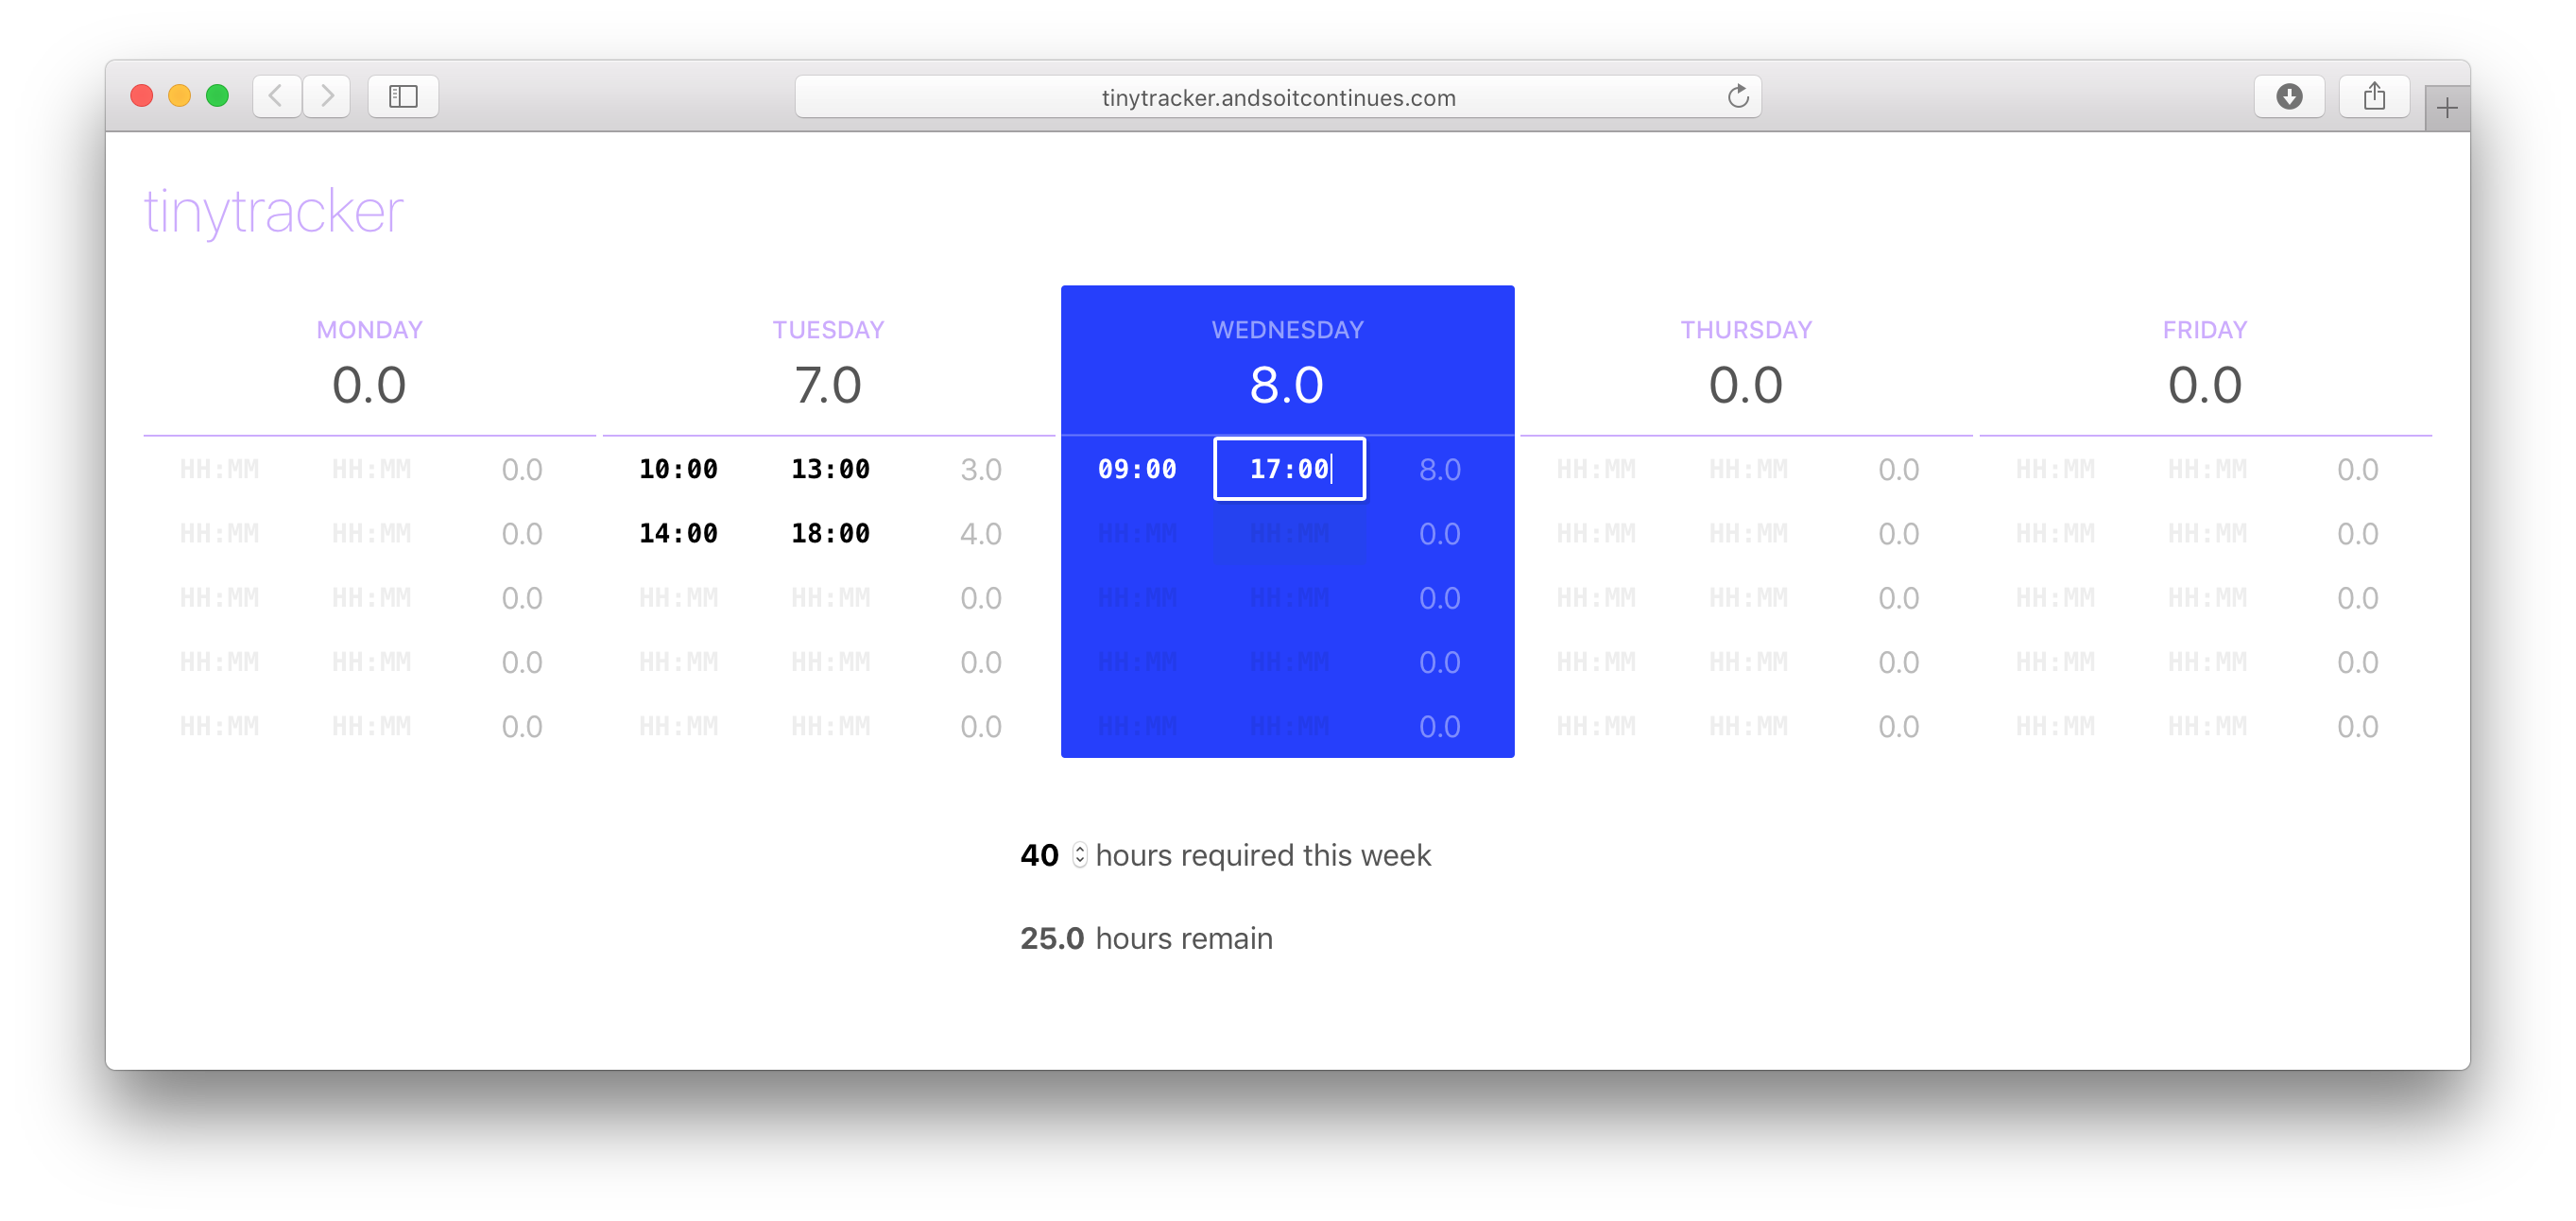 tinytracker.andsoitcontinues.com
tinytracker
MONDAY TUESDAY WEDNESDAY THURSDAY FRIDAY
0.0 7.0 8.0 0.0 0.0
HH:MM HH:MM 0.0 10:00 13:00 3.0 09:00 17:00 8.0 HH:MM HH:MM 0.0 HH:MM HH:MM 0.0
HH:MM HH:MM 0.0 14:00 18:00 4.0 HH:MM HH:MM 0.0 HH:MM HH:MM 0.0 HH:MM HH:MM 0.0
HH:MM HH:MM 0.0 HH:MM HH:MM 0.0 HH:MM HH:MM 0.0 HH:MM HH:MM 0.0 HH:MM HH:MM 0.0
HH:MM HH:MM 0.0 HH:MM HH:MM 0.0 HH:MM HH:MM 0.0 HH:MM HH:MM 0.0 HH:MM HH:MM 0.0
HH:MM HH:MM 0.0 HH:MM HH:MM 0.0 HH:MM HH:MM 0.0 HH:MM HH:MM 0.0 HH:MM HH:MM 0.0
40 hours required this week
25.0 hours remain